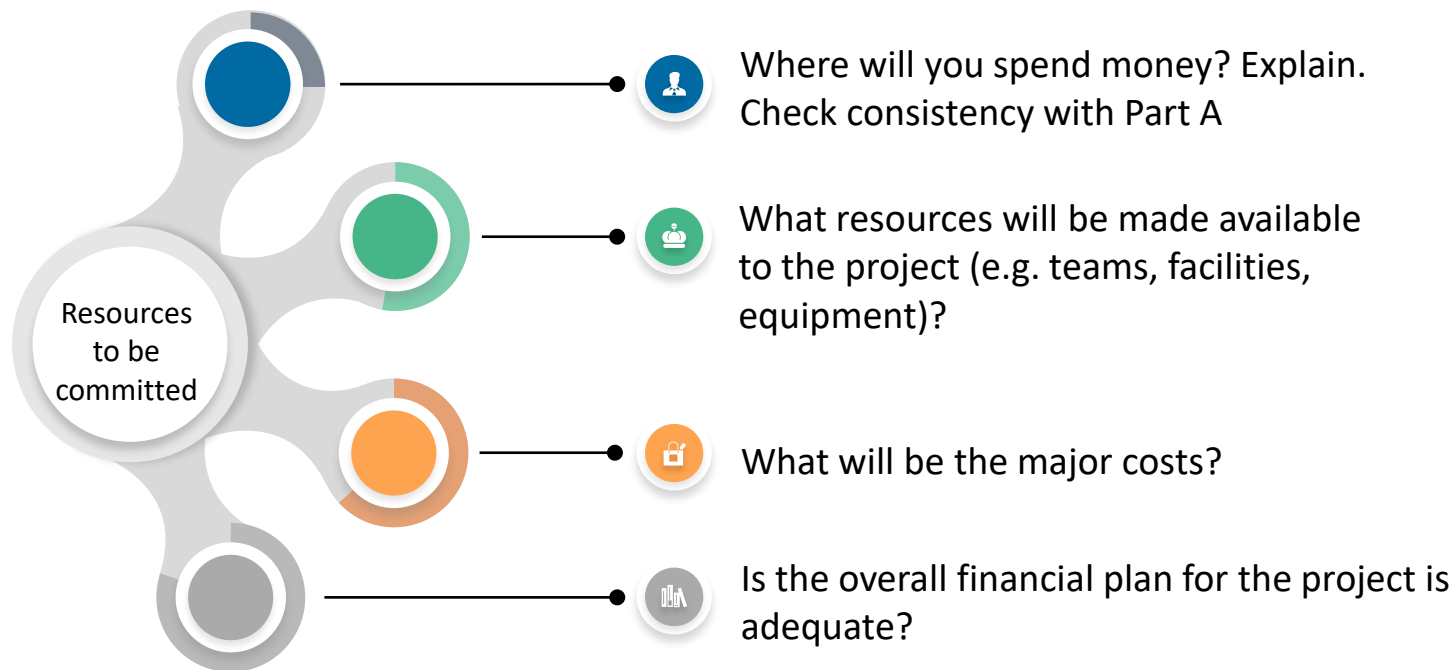 Where will you spend money? Explain.
Check consistency with Part A
What resources will be made available
to the project (e.g. teams, facilities,
equipment)?
Resources
to be
committed
What will be the major costs?
Is the overall financial plan for the project is
adequate?